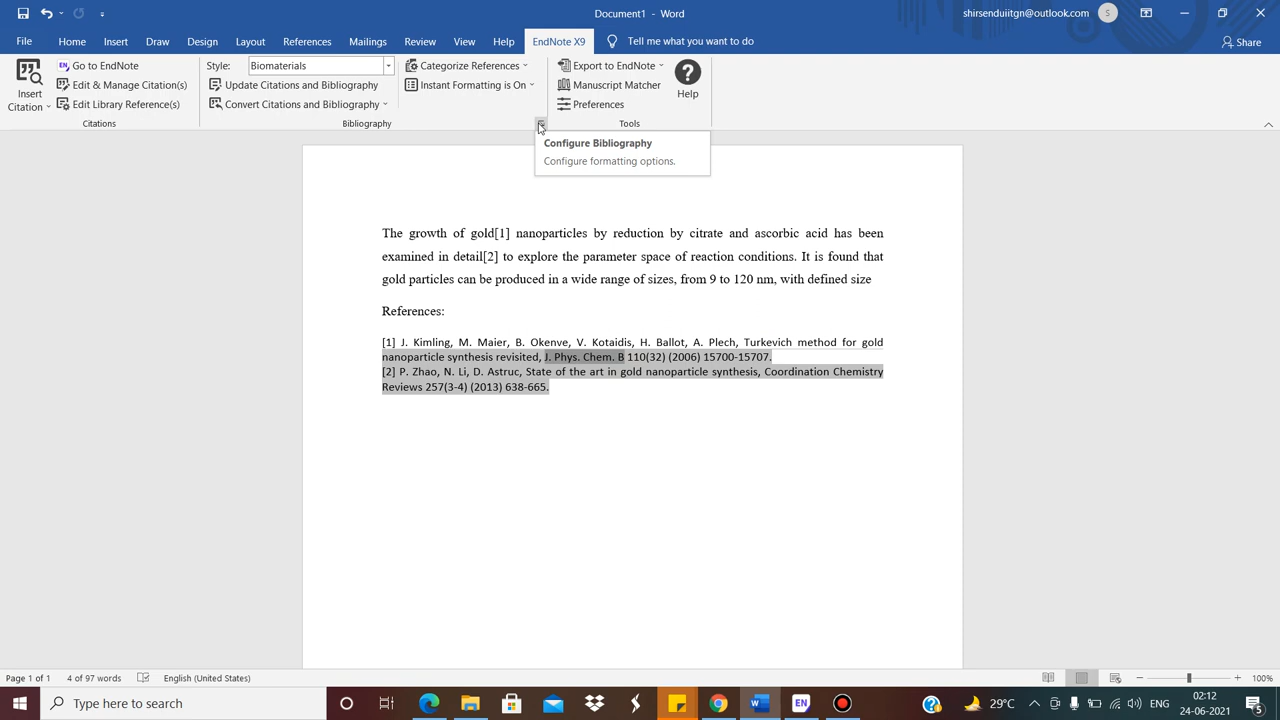 Document1 - Word
shirsenduiitgn@outlook.com
S
File Home Insert Draw Design Layout References Mailings Review View Help EndNote X9 Tell me what you want to do
Share
Insert
Citation
EN Go to EndNote
Edit & Manage Citation(s)
Edit Library Reference(s)
Citations
Style: Biomaterials
Update Citations and Bibliography
Convert Citations and Bibliography
Categorize References
Instant Formatting is On
Bibliography
Export to EndNote
Manuscript Matcher
Preferences
Help
Tools
Configure Bibliography
Configure formatting options.
The growth of gold[1] nanoparticles by reduction by citrate and ascorbic acid has been
examined in detail[2] to explore the parameter space of reaction conditions. It is found that
gold particles can be produced in a wide range of sizes, from 9 to 120 nm, with defined size
References:
[1] J. Kimling, M. Maier, B. Okenve, V. Kotaidis, H. Ballot, A. Plech, Turkevich method for gold
nanoparticle synthesis revisited, J. Phys. Chem. B 110(32) (2006) 15700-15707.
[2] P. Zhao, N. Li, D. Astruc, State of the art in gold nanoparticle synthesis, Coordination Chemistry
Reviews 257(3-4) (2013) 638-665.
Page 1 of 1 4 of 97 words English (United States)
100%
Type here to search
EN
29°C
ENG
02:12
24-06-2021